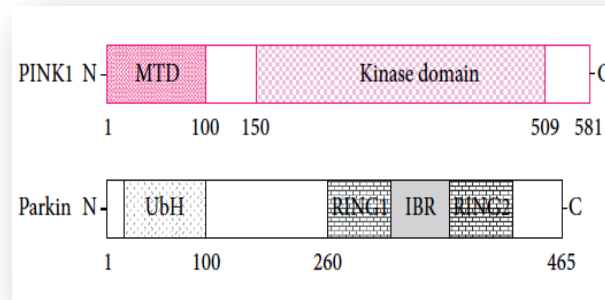 PINK1 N MTD Kinase domain C
1 100 150 509 581
Parkin N UbH RING1 IBR RING2 C
1 100 260 465